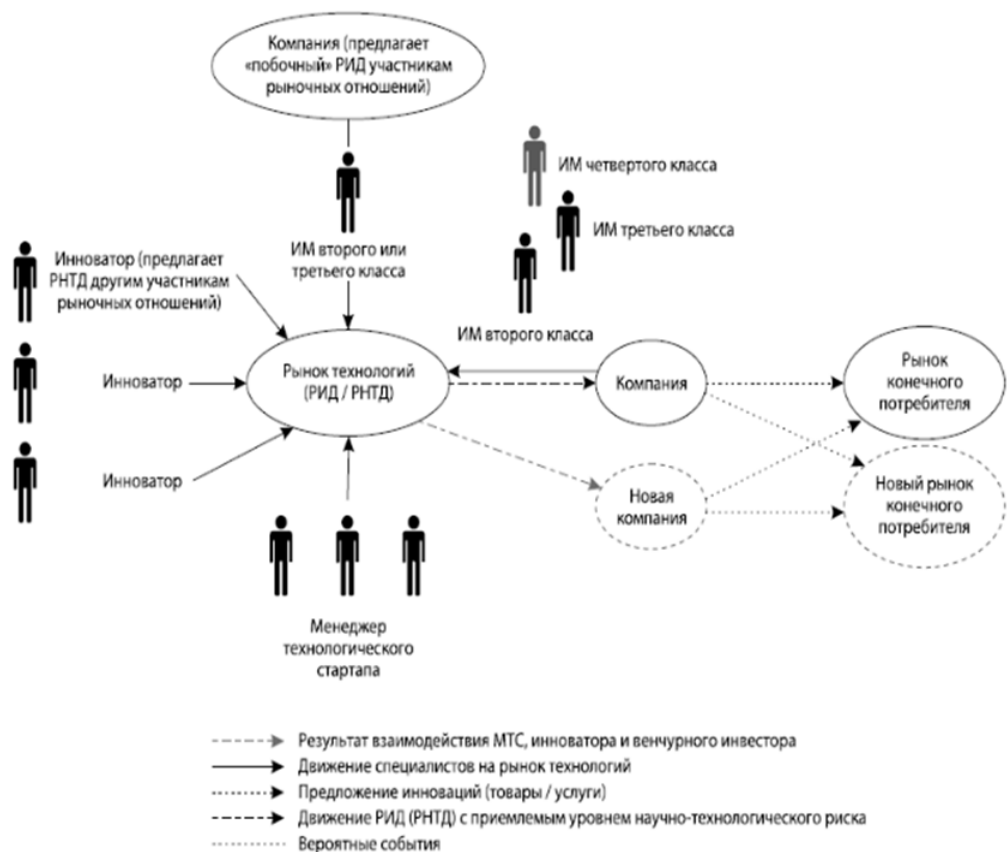 Компания (предлагает
«побочный» РИД участникам
рыночных отношений)
ИМ четвертого класса
ИМ третьего класса
ИМ второго или
третьего класса
Инноватор (предлагает
РНТД другим участникам
рыночных отношений)
ИМ второго класса
Рынок технологий
(РИД / РНТД)
Компания
Рынок
конечного
потребителя
Инноватор
Инноватор
Новая
компания
Новый рынок
конечного
потребителя
Менеджер
технологического
стартапа
Результат взаимодействия МТС, инноватора и венчурного инвестора
Движение специалистов на рынок технологий
Предложение инноваций (товары / услуги)
Движение РИД (РНТД) с приемлемым уровнем научно-технологического риска
Вероятные события